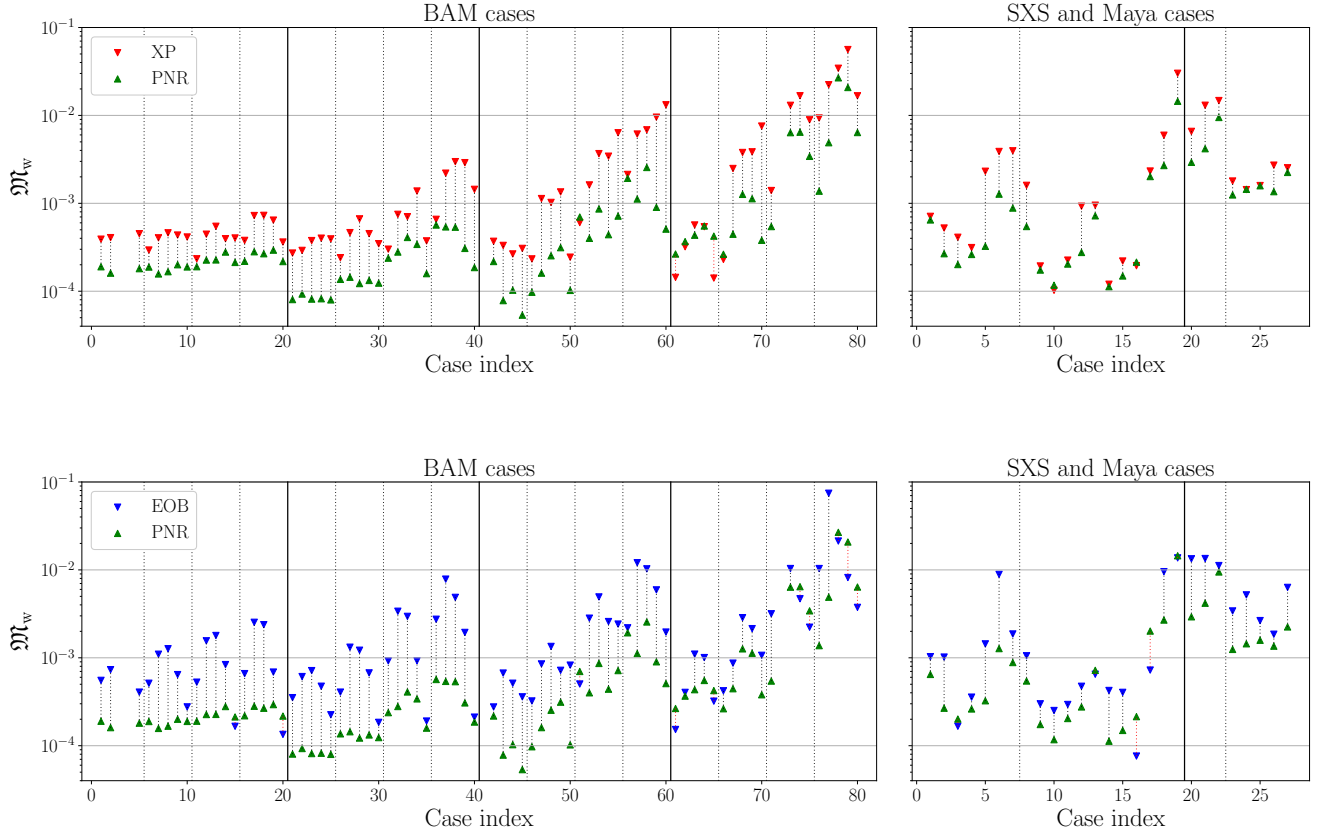 BAM cases
SXS and Maya cases
10⁻¹
10⁻²
10⁻³
10⁻⁴
𝔐w
XP
PNR
0 10 20 30 40 50 60 70 80
0 5 10 15 20 25
Case index
Case index
BAM cases
SXS and Maya cases
10⁻¹
10⁻²
10⁻³
10⁻⁴
𝔐w
EOB
PNR
0 10 20 30 40 50 60 70 80
0 5 10 15 20 25
Case index
Case index